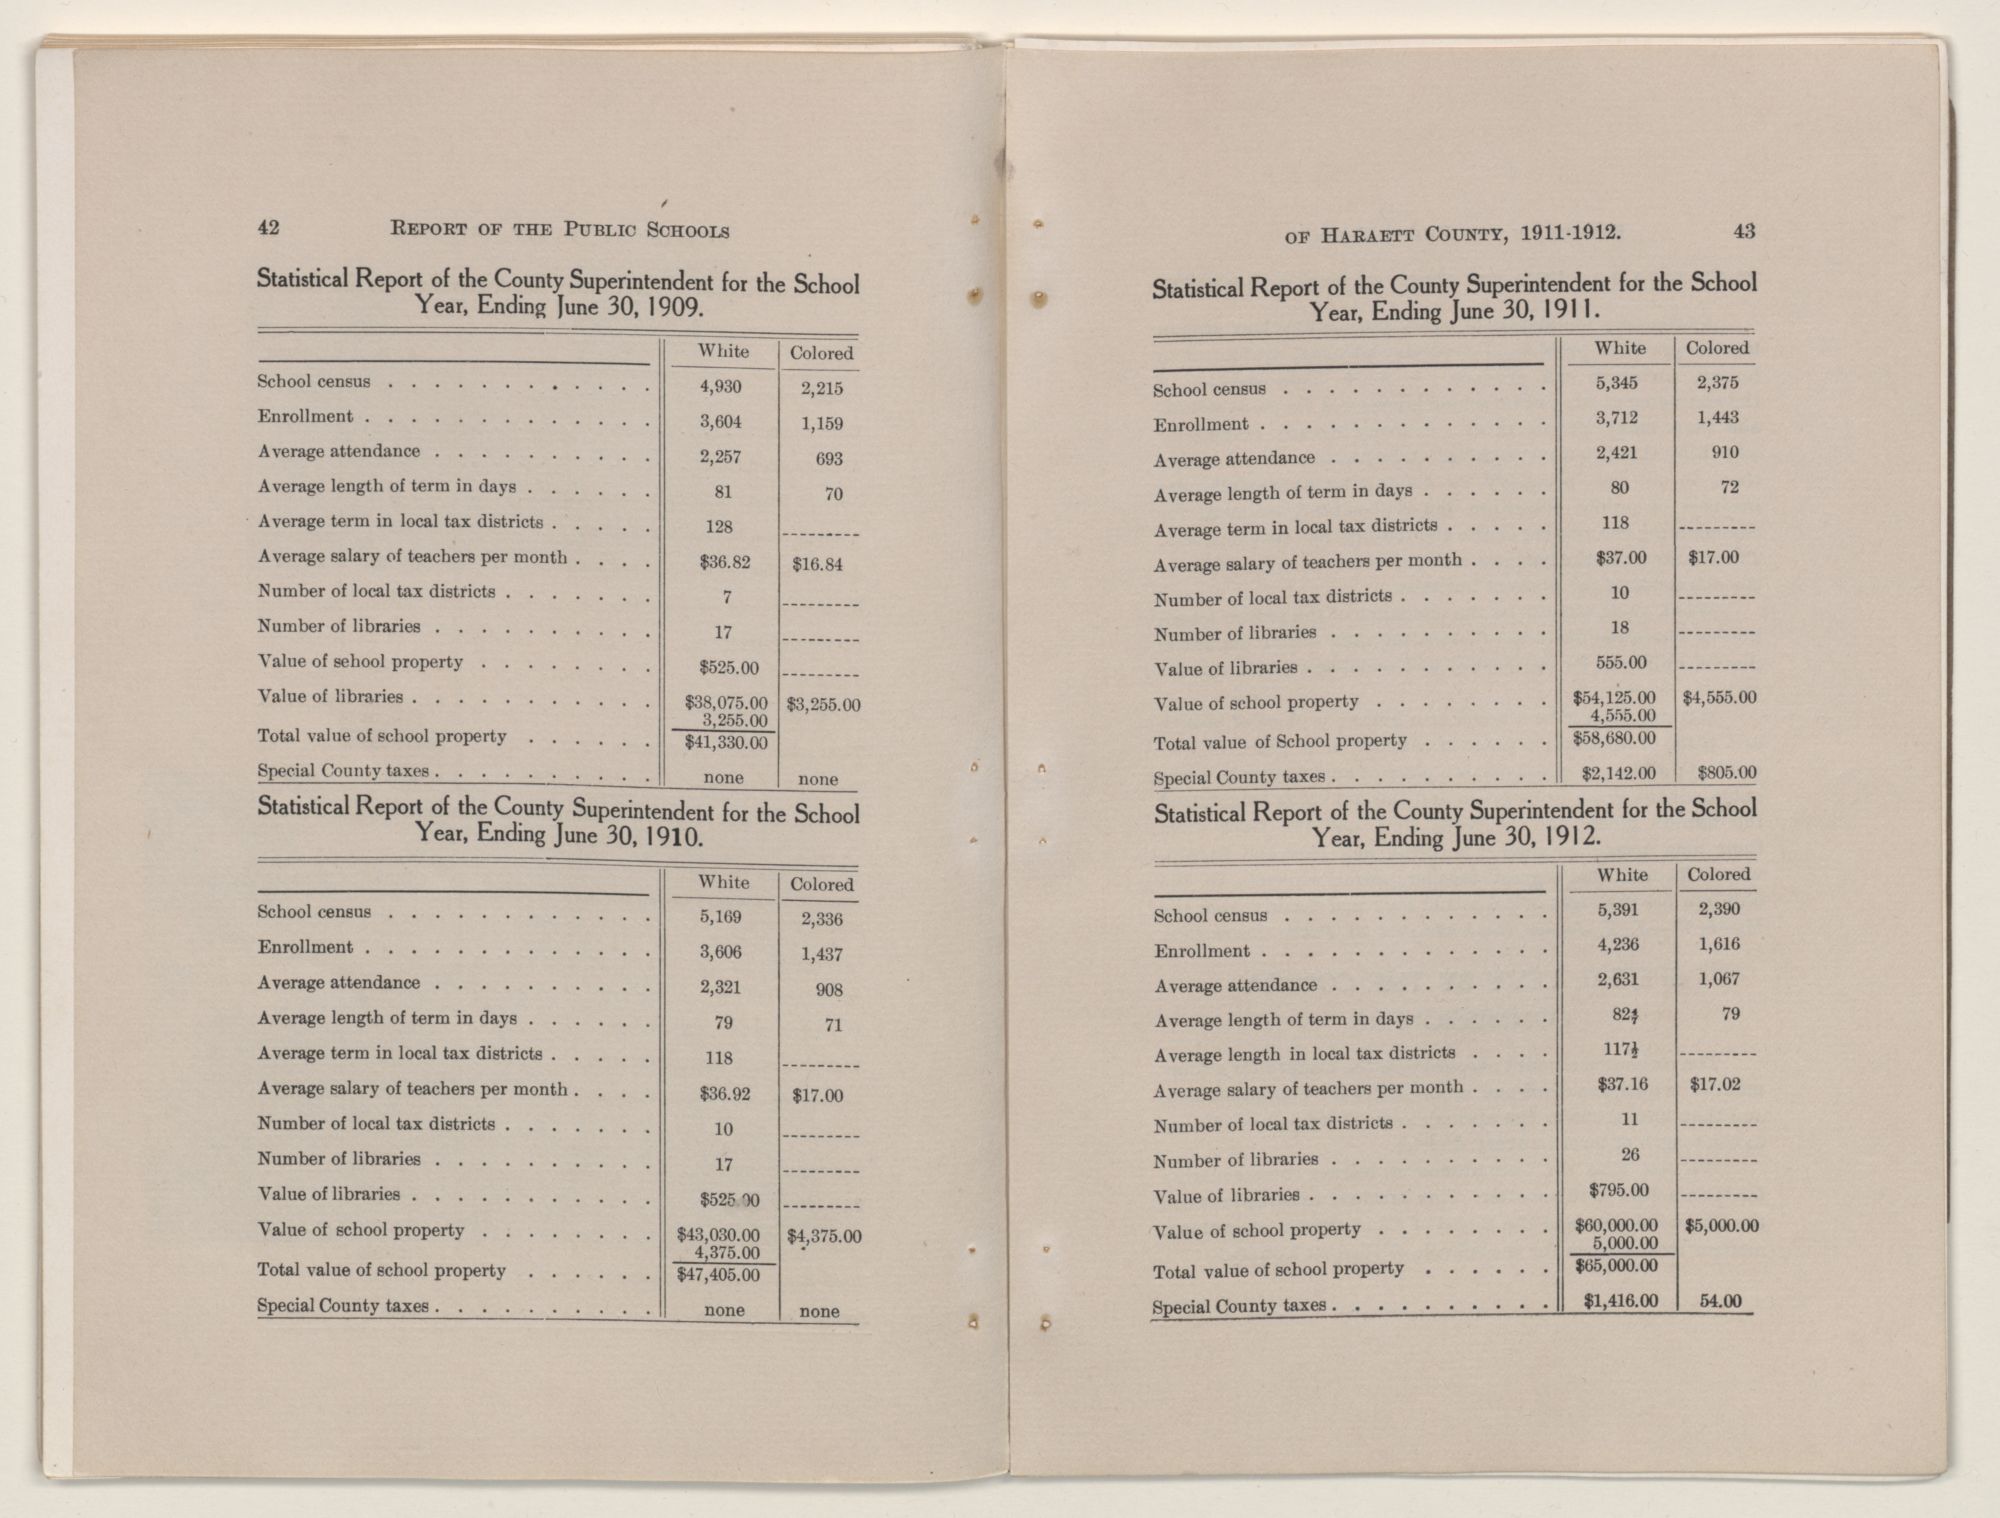 42 REPORT OF THE PUBLIC SCHOOLS
Statistical Report of the County Superintendent for the School
Year, Ending June 30, 1909.
White Colored
School census . . . . . . . . . . . . 4,930 2,215
Enrollment . . . . . . . . . . . . . 3,604 1,159
Average attendance . . . . . . . . . . 2,257 693
Average length of term in days . . . . . . 81 70
Average term in local tax districts . . . . . 128 ---------
Average salary of teachers per month . . . . $36.82 $16.84
Number of local tax districts . . . . . . . 7 ---------
Number of libraries . . . . . . . . . . 17 ---------
Value of sehool property . . . . . . . . $525.00 ---------
Value of libraries . . . . . . . . . . . $38,075.00 $3,255.00
3,255.00
Total value of school property . . . . . . $41,330.00
Special County taxes . . . . . . . . . . none none
Statistical Report of the County Superintendent for the School
Year, Ending June 30, 1910.
White Colored
School census . . . . . . . . . . . . 5,169 2,336
Enrollment . . . . . . . . . . . . . 3,606 1,437
Average attendance . . . . . . . . . . 2,321 908
Average length of term in days . . . . . . 79 71
Average term in local tax districts . . . . . 118 ---------
Average salary of teachers per month . . . . $36.92 $17.00
Number of local tax districts . . . . . . . 10 ---------
Number of libraries . . . . . . . . . . 17 ---------
Value of libraries . . . . . . . . . . . $525.00 ---------
Value of school property . . . . . . . . $43,030.00 $4,375.00
4,375.00
Total value of school property . . . . . . $47,405.00
Special County taxes . . . . . . . . . . none none
OF HARAETT COUNTY, 1911-1912. 43
Statistical Report of the County Superintendent for the School
Year, Ending June 30, 1911.
White Colored
School census . . . . . . . . . . . . 5,345 2,375
Enrollment . . . . . . . . . . . . . 3,712 1,443
Average attendance . . . . . . . . . . 2,421 910
Average length of term in days . . . . . . 80 72
Average term in local tax districts . . . . . 118 ---------
Average salary of teachers per month . . . . $37.00 $17.00
Number of local tax districts . . . . . . . 10 ---------
Number of libraries . . . . . . . . . . 18 ---------
Value of libraries . . . . . . . . . . . 555.00 ---------
Value of school property . . . . . . . . $54,125.00 $4,555.00
4,555.00
Total value of School property . . . . . . $58,680.00
Special County taxes . . . . . . . . . . $2,142.00 $805.00
Statistical Report of the County Superintendent for the School
Year, Ending June 30, 1912.
White Colored
School census . . . . . . . . . . . . 5,391 2,390
Enrollment . . . . . . . . . . . . . 4,236 1,616
Average attendance . . . . . . . . . . 2,631 1,067
Average length of term in days . . . . . . 79
Average length in local tax districts . . . . 117½ ---------
Average salary of teachers per month . . . . $37.16 $17.02
Number of local tax districts . . . . . . . 11 ---------
Number of libraries . . . . . . . . . . 26 ---------
Value of libraries . . . . . . . . . . . $795.00 ---------
Value of school property . . . . . . . . $60,000.00 $5,000.00
5,000.00
Total value of school property . . . . . . $65,000.00
Special County taxes . . . . . . . . . . $1,416.00 54.00